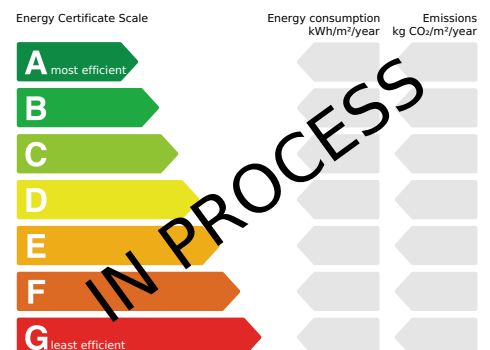 Energy Certificate Scale
Energy consumption
kWh/m²/year
Emissions
kg CO₂/m²/year
A most efficient
B
C
D
E
F
G least efficient
IN PROCESS